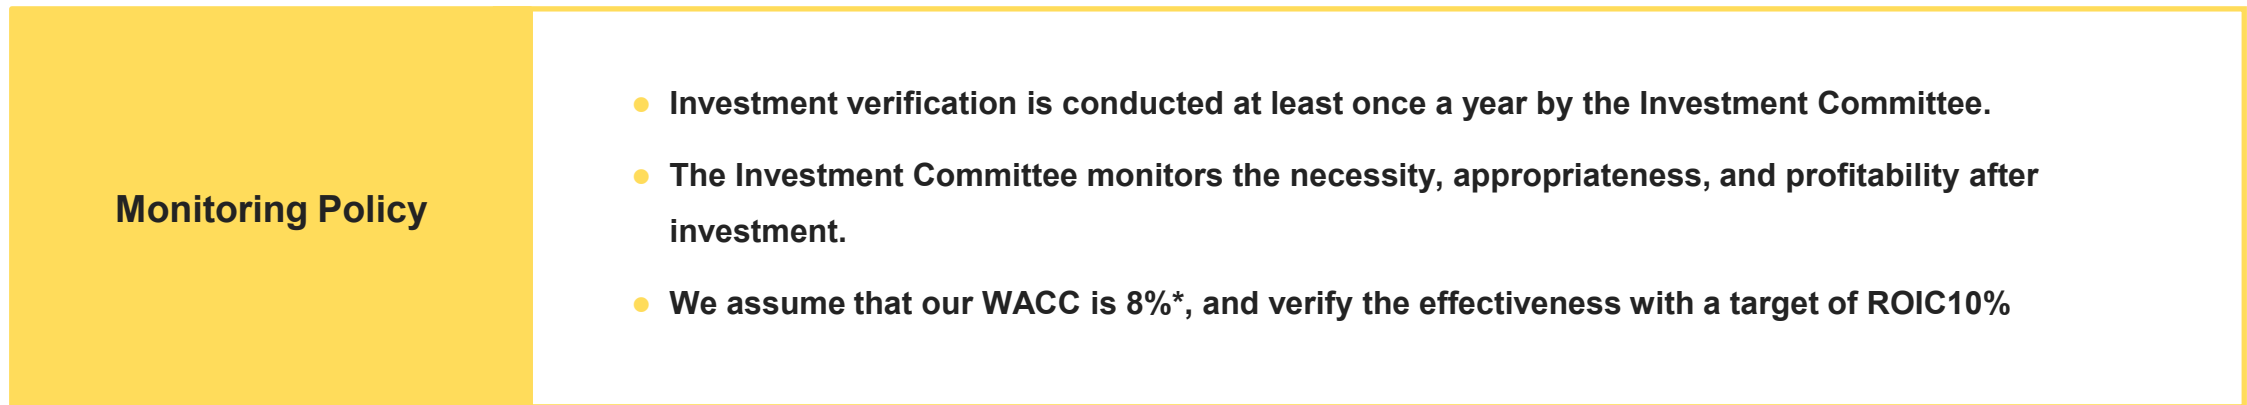 Monitoring Policy
● Investment verification is conducted at least once a year by the Investment Committee.
● The Investment Committee monitors the necessity, appropriateness, and profitability after
investment.
● We assume that our WACC is 8%*, and verify the effectiveness with a target of ROIC10%